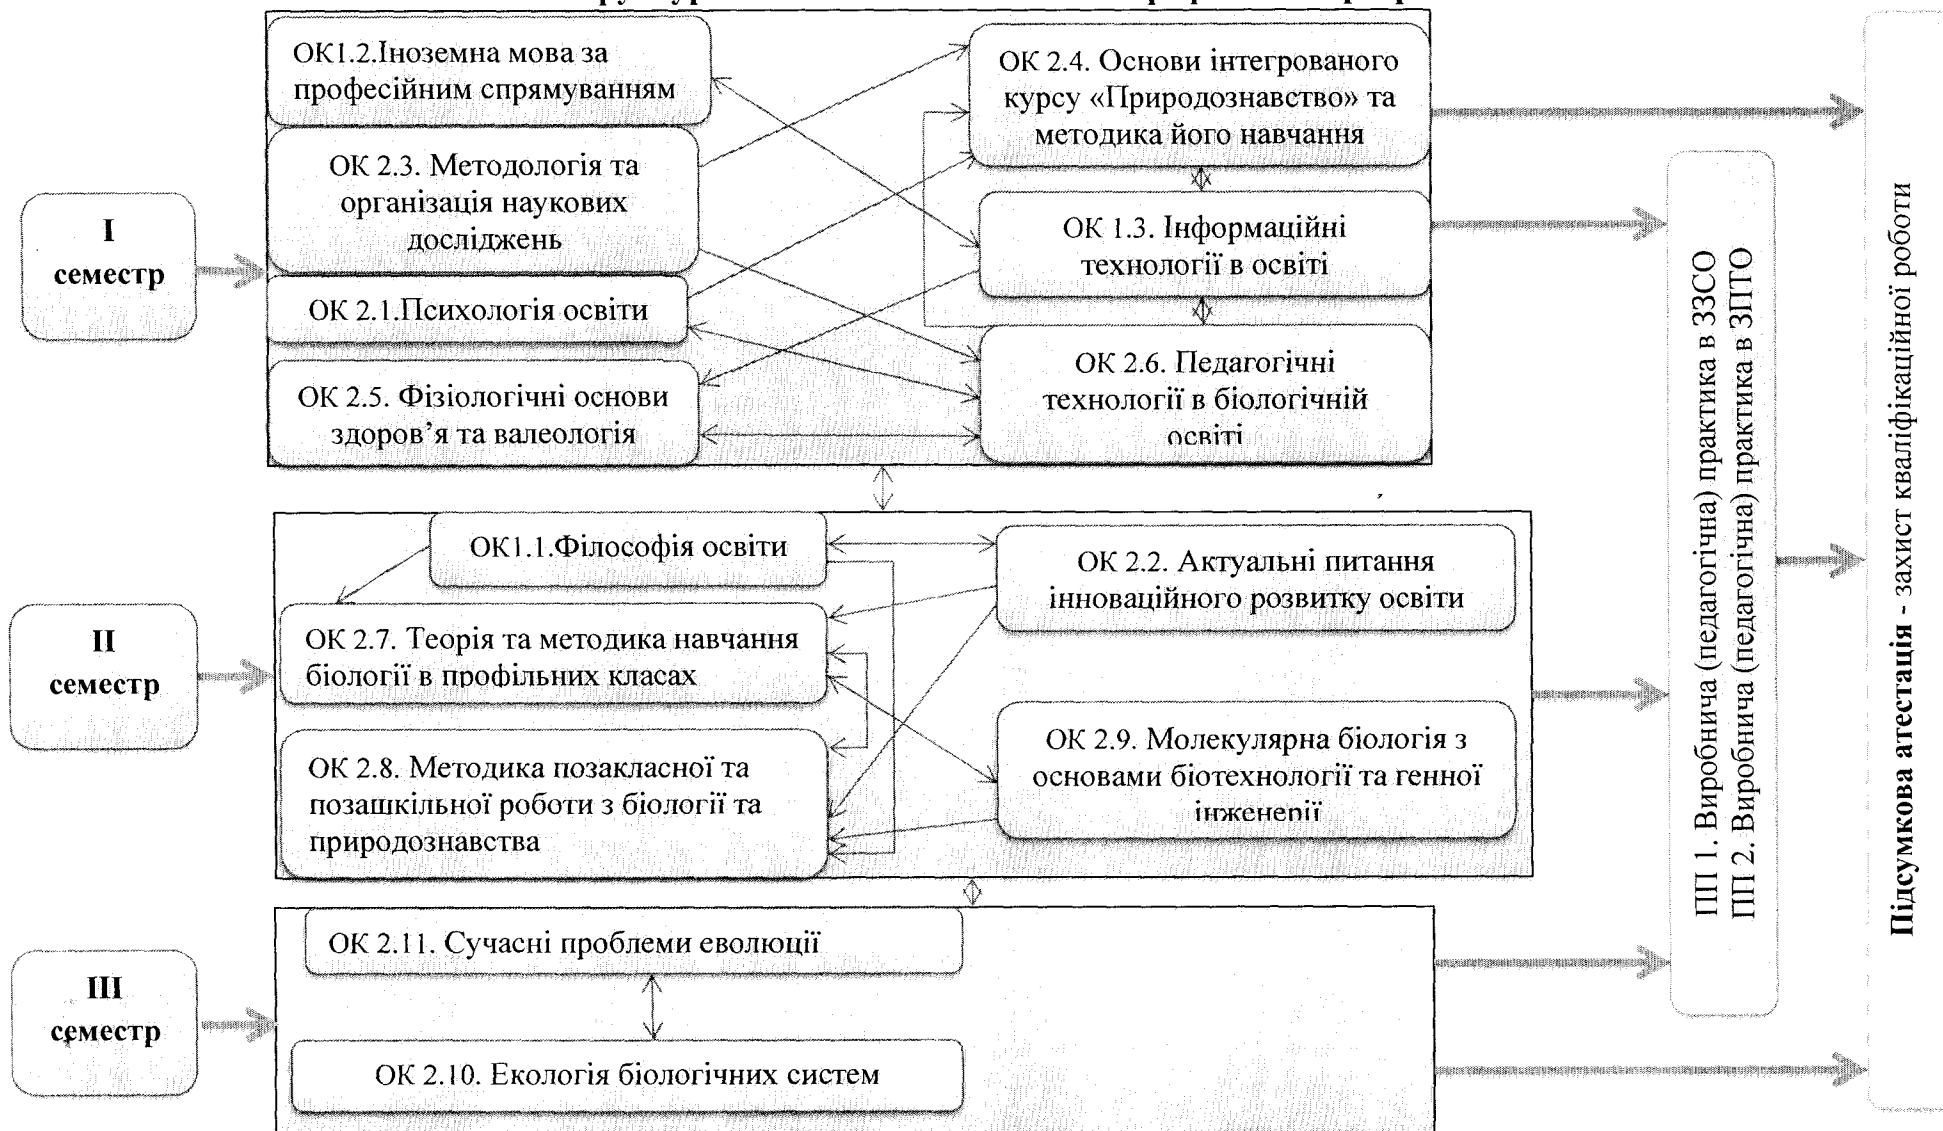 I
семестр
ОК1.2.Іноземна мова за
професійним спрямуванням
ОК 2.3. Методологія та
організація наукових
досліджень
ОК 2.1.Психологія освіти
ОК 2.5. Фізіологічні основи
здоров’я та валеологія
ОК 2.4. Основи інтегрованого
курсу «Природознавство» та
методика його навчання
ОК 1.3. Інформаційні
технології в освіті
ОК 2.6. Педагогічні
технології в біологічній
освіті
II
семестр
ОК1.1.Філософія освіти
ОК 2.7. Теорія та методика навчання
біології в профільних класах
ОК 2.8. Методика позакласної та
позашкільної роботи з біології та
природознавства
ОК 2.2. Актуальні питання
інноваційного розвитку освіти
ОК 2.9. Молекулярна біологія з
основами біотехнології та генної
інженерії
III
семестр
ОК 2.11. Сучасні проблеми еволюції
ОК 2.10. Екологія біологічних систем
ПП 1. Виробнича (педагогічна) практика в ЗЗСО
ПП 2. Виробнича (педагогічна) практика в ЗПТО
Підсумкова атестація - захист кваліфікаційної роботи